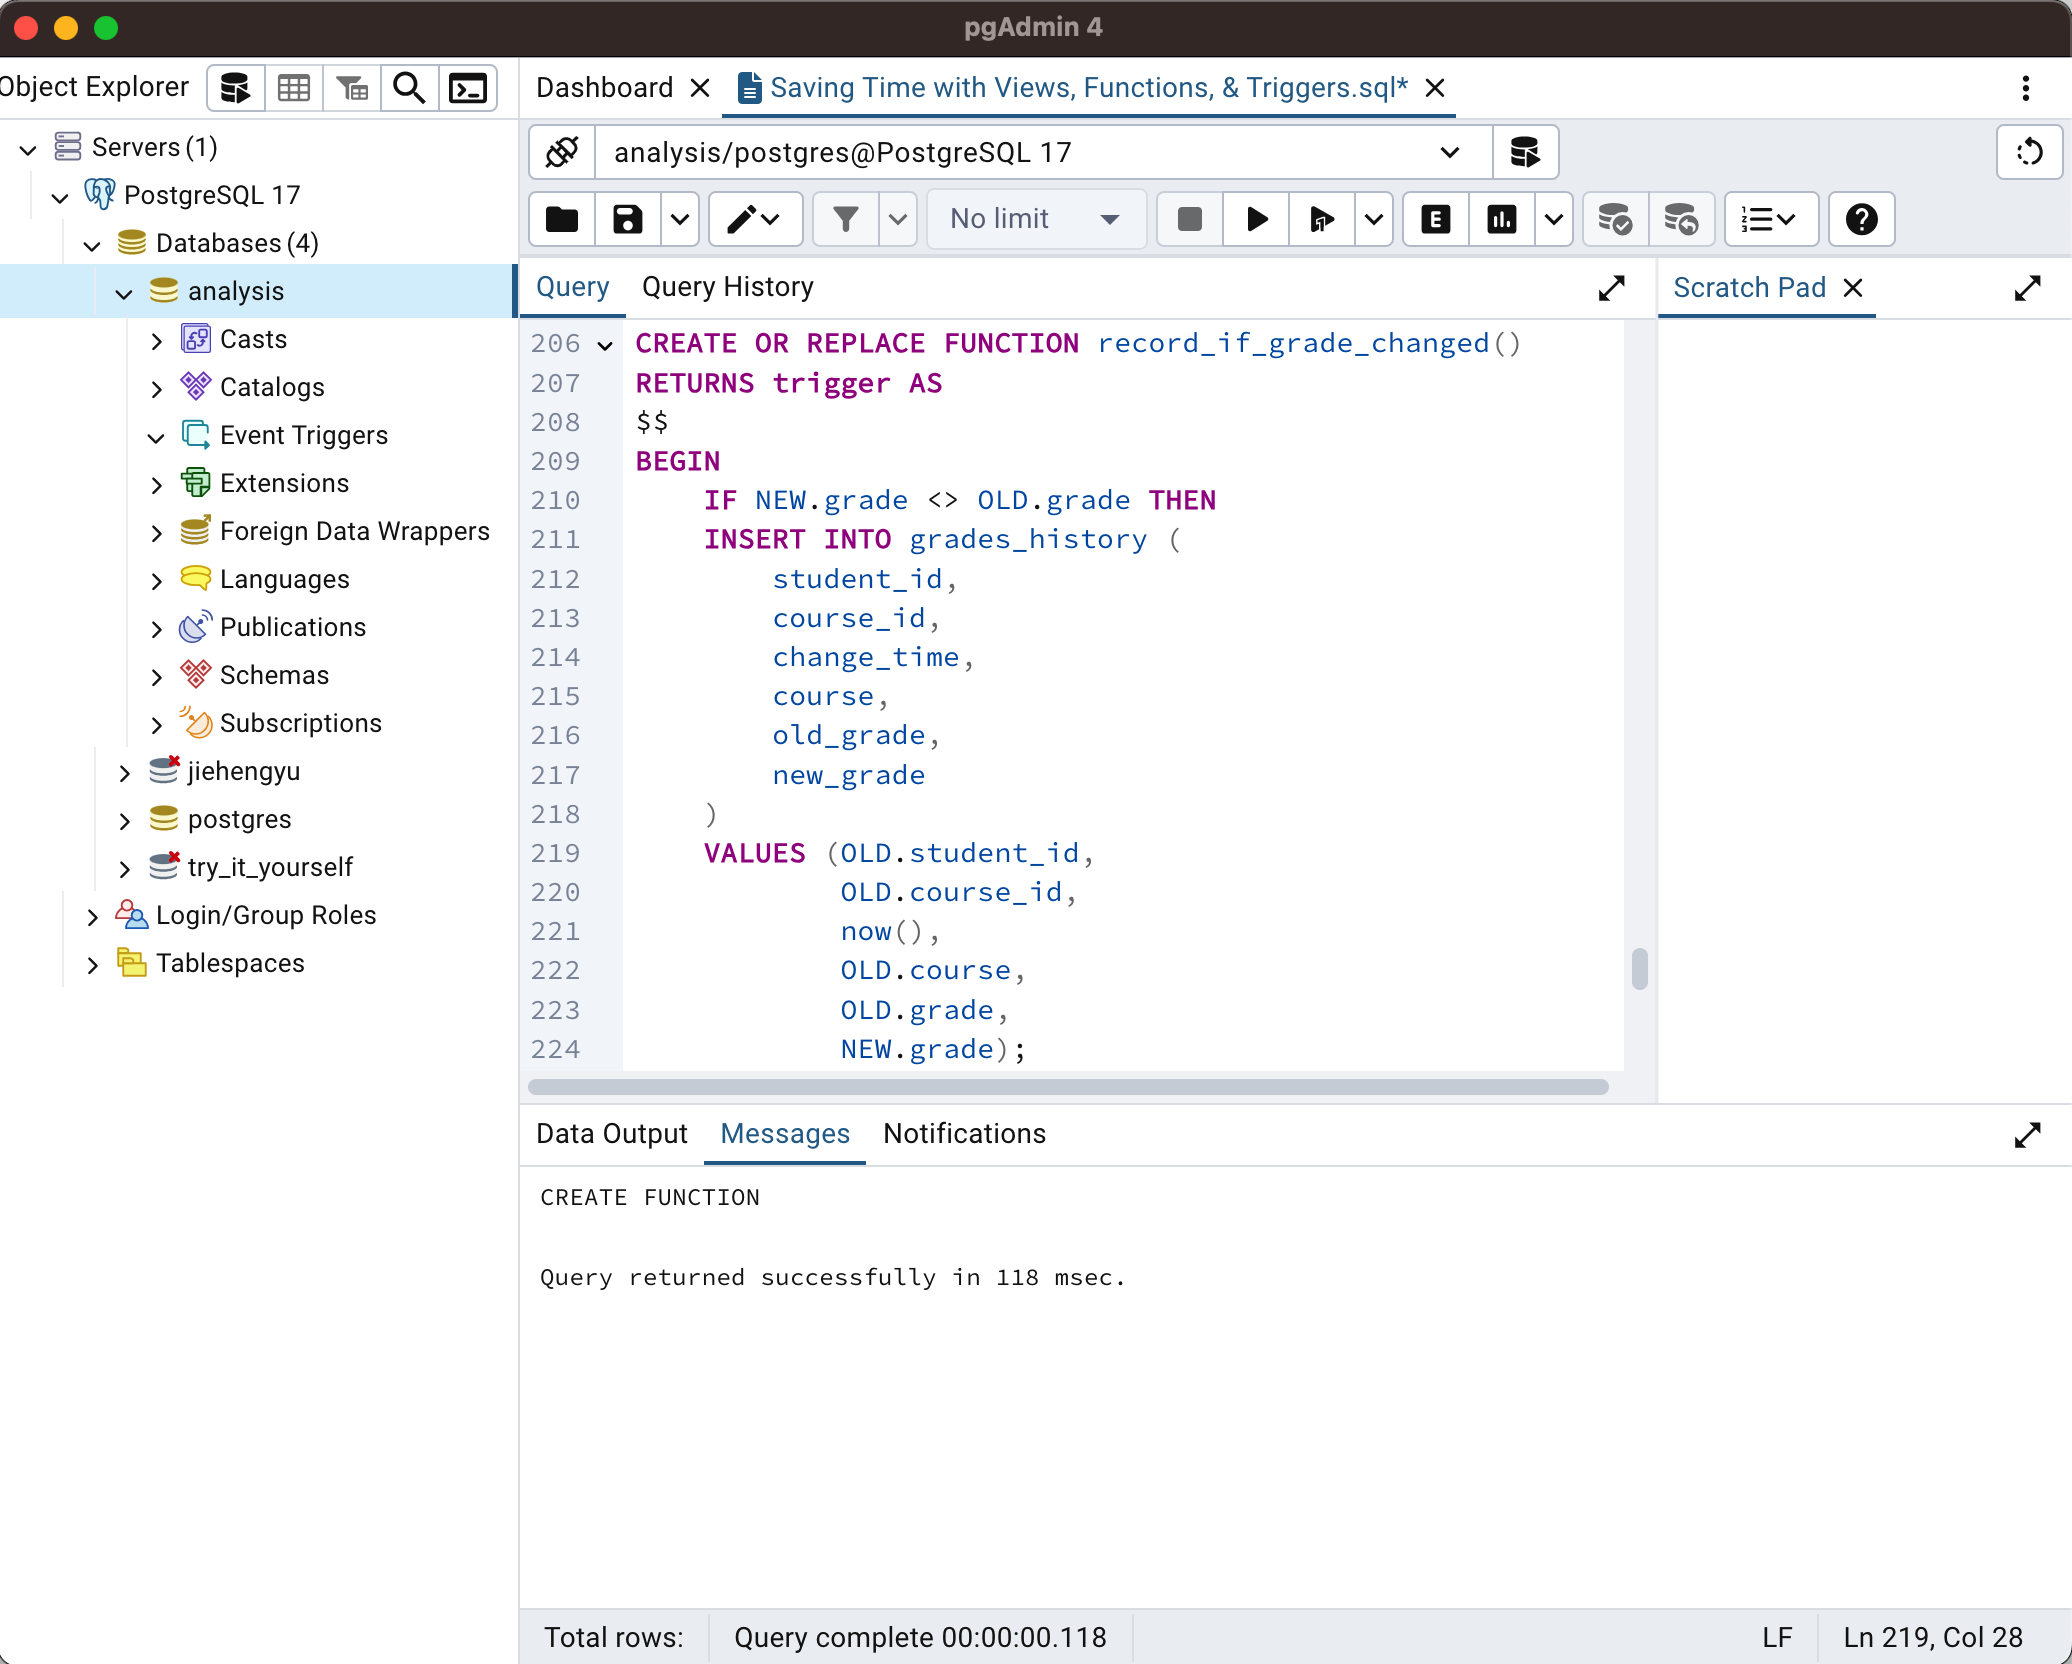 pgAdmin 4
Object Explorer
Dashboard
Saving Time with Views, Functions, & Triggers.sql*
Servers (1)
PostgreSQL 17
Databases (4)
analysis
Casts
Catalogs
Event Triggers
Extensions
Foreign Data Wrappers
Languages
Publications
Schemas
Subscriptions
jiehengyu
postgres
try_it_yourself
Login/Group Roles
Tablespaces
analysis/postgres@PostgreSQL 17
No limit
Query
Query History
Scratch Pad
206 CREATE OR REPLACE FUNCTION record_if_grade_changed()
207 RETURNS trigger AS
208 $$
209 BEGIN
210 IF NEW.grade <> OLD.grade THEN
211 INSERT INTO grades_history (
212 student_id,
213 course_id,
214 change_time,
215 course,
216 old_grade,
217 new_grade
218 )
219 VALUES (OLD.student_id,
220 OLD.course_id,
221 now(),
222 OLD.course,
223 OLD.grade,
224 NEW.grade);
Data Output
Messages
Notifications
CREATE FUNCTION
Query returned successfully in 118 msec.
Total rows:
Query complete 00:00:00.118
LF
Ln 219, Col 28